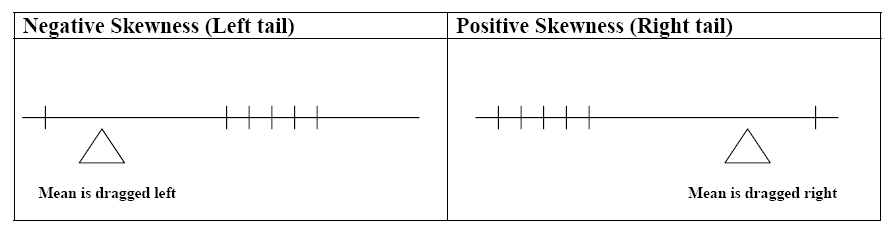 Negative Skewness (Left tail)
Positive Skewness (Right tail)
Mean is dragged left
Mean is dragged right